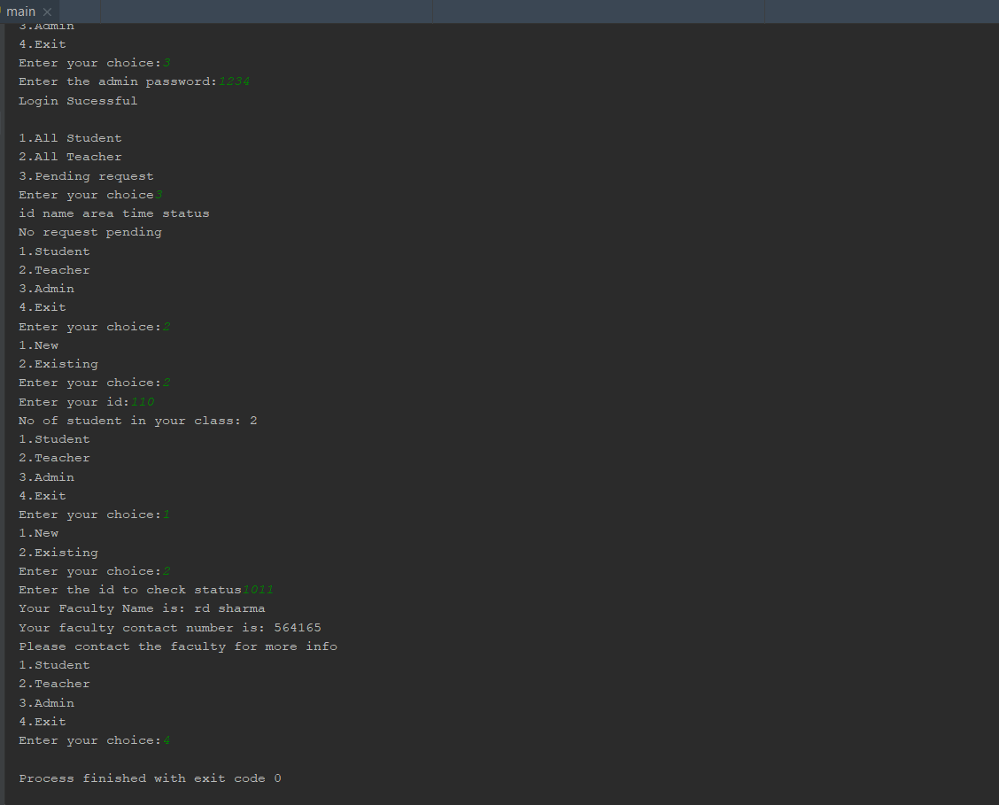 main
3.Admin
4.Exit
Enter your choice:3
Enter the admin password:1234
Login Sucessful
1.All Student
2.All Teacher
3.Pending request
Enter your choice3
id name area time status
No request pending
1.Student
2.Teacher
3.Admin
4.Exit
Enter your choice:2
1.New
2.Existing
Enter your choice:2
Enter your id:110
No of student in your class: 2
1.Student
2.Teacher
3.Admin
4.Exit
Enter your choice:1
1.New
2.Existing
Enter your choice:2
Enter the id to check status1011
Your Faculty Name is: rd sharma
Your faculty contact number is: 564165
Please contact the faculty for more info
1.Student
2.Teacher
3.Admin
4.Exit
Enter your choice:4
Process finished with exit code 0